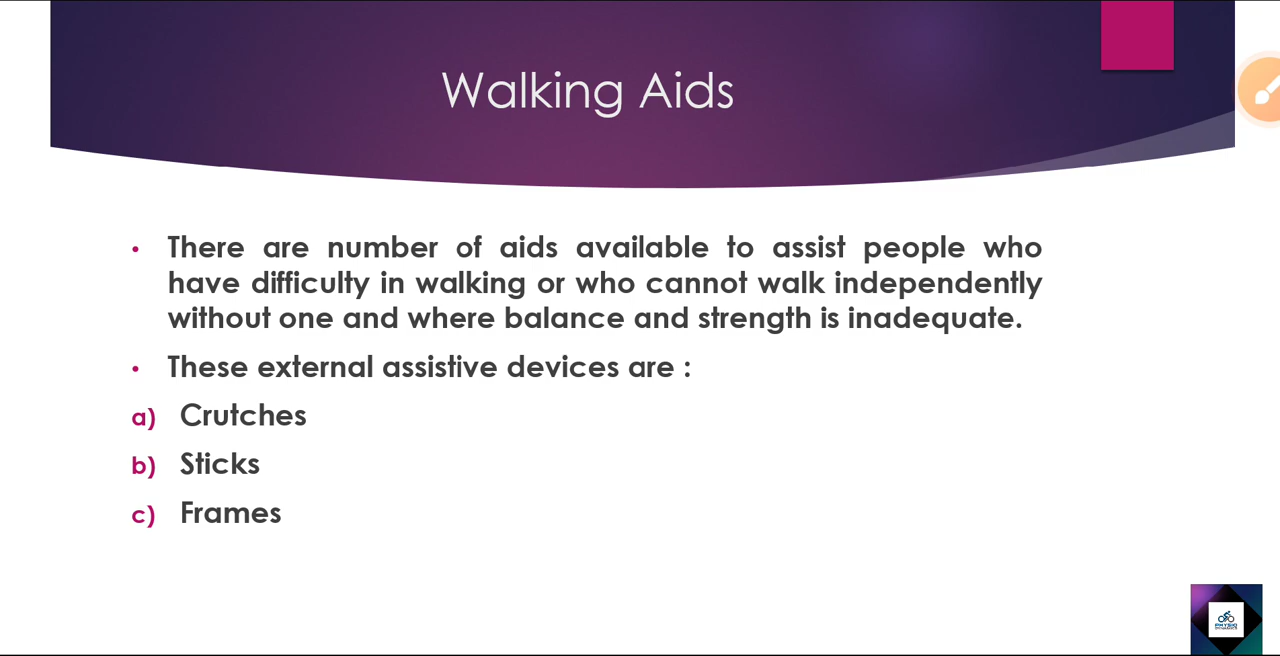 Walking Aids
• There are number of aids available to assist people who
have difficulty in walking or who cannot walk independently
without one and where balance and strength is inadequate.
• These external assistive devices are :
a) Crutches
b) Sticks
c) Frames
PHYSIO